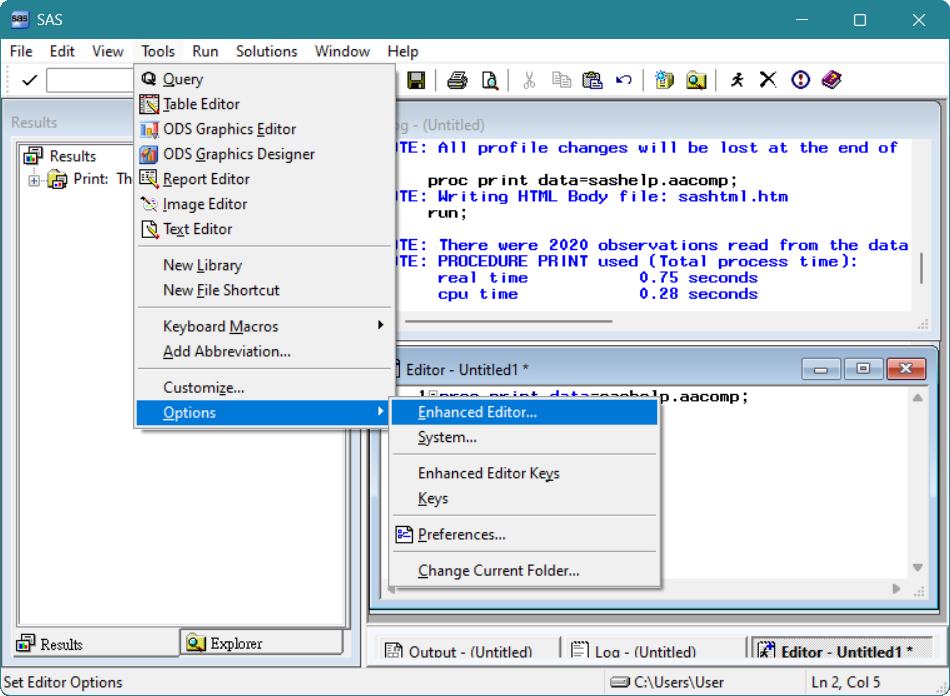 SAS
File Edit View Tools Run Solutions Window Help
Results
Results
Print: Th
Query
Table Editor
ODS Graphics Editor
ODS Graphics Designer
Report Editor
Image Editor
Text Editor
New Library
New File Shortcut
Keyboard Macros
Add Abbreviation...
Customize...
Options
Enhanced Editor...
System...
Enhanced Editor Keys
Keys
Preferences...
Change Current Folder...
og - (Untitled)
OTE: All profile changes will be lost at the end of
proc print data=sashelp.aacomp;
OTE: Writing HTML Body file: sashtml.htm
run;
OTE: There were 2020 observations read from the data
OTE: PROCEDURE PRINT used (Total process time):
real time 0.75 seconds
cpu time 0.28 seconds
Editor - Untitled1 *
1 proc print data=sashelp.aacomp;
Results
Explorer
Output - (Untitled)
Log - (Untitled)
Editor - Untitled1 *
Set Editor Options
C:\Users\User
Ln 2, Col 5